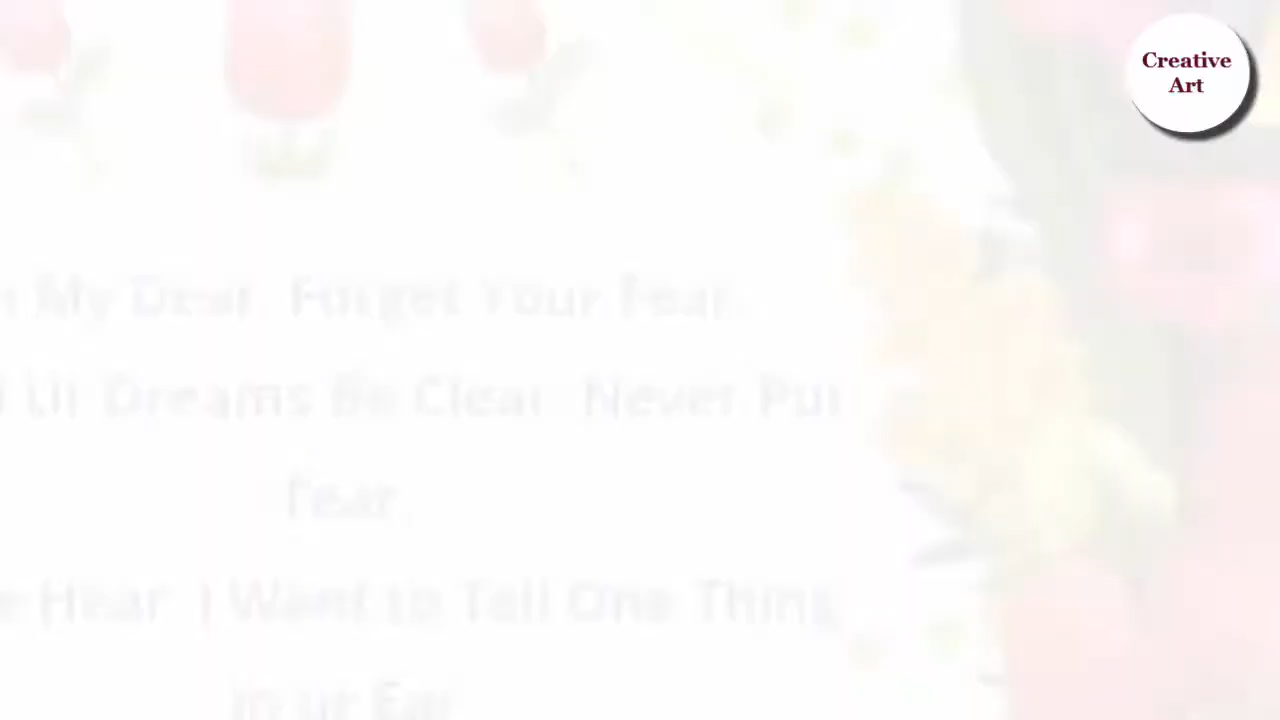 Creative
Art
My Dear, Forget Your Fear,
Ur Dreams Be Clear, Never Put
Tear,
Hear, I Want to Tell One Thing
in ur Ear